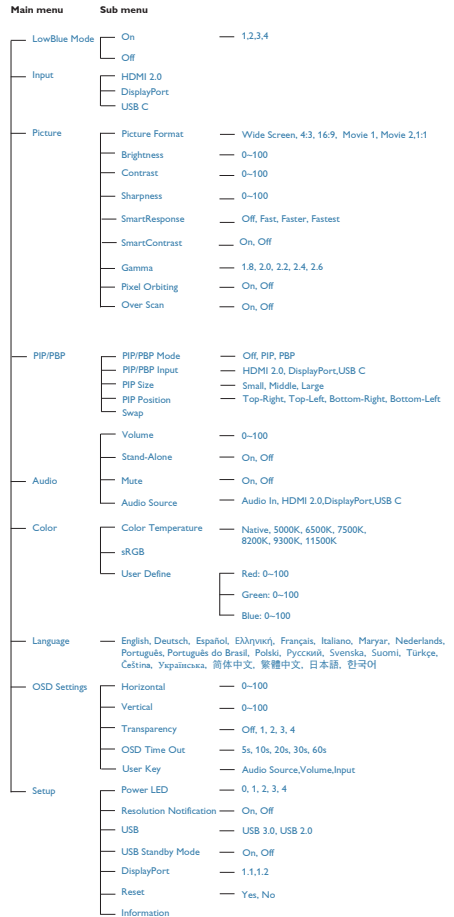 Main menu Sub menu
LowBlue Mode On 1,2,3,4
Off
Input HDMI 2.0
DisplayPort
USB C
Picture Picture Format Wide Screen, 4:3, 16:9, Movie 1, Movie 2,1:1
Brightness 0~100
Contrast 0~100
Sharpness 0~100
SmartResponse Off, Fast, Faster, Fastest
SmartContrast On, Off
Gamma 1.8, 2.0, 2.2, 2.4, 2.6
Pixel Orbiting On, Off
Over Scan On, Off
PIP/PBP PIP/PBP Mode Off, PIP, PBP
PIP/PBP Input HDMI 2.0, DisplayPort,USB C
PIP Size Small, Middle, Large
PIP Position Top-Right, Top-Left, Bottom-Right, Bottom-Left
Swap
Volume 0~100
Stand-Alone On, Off
Audio Mute On, Off
Audio Source Audio In, HDMI 2.0,DisplayPort,USB C
Color Color Temperature Native, 5000K, 6500K, 7500K,
8200K, 9300K, 11500K
sRGB
User Define Red: 0~100
Green: 0~100
Blue: 0~100
Language English, Deutsch, Español, Ελληνική, Français, Italiano, Maryar, Nederlands,
Português, Português do Brasil, Polski, Русский, Svenska, Suomi, Türkçe,
Čeština, Українська, 简体中文, 繁體中文, 日本語, 한국어
OSD Settings Horizontal 0~100
Vertical 0~100
Transparency Off, 1, 2, 3, 4
OSD Time Out 5s, 10s, 20s, 30s, 60s
User Key Audio Source,Volume,Input
Setup Power LED 0, 1, 2, 3, 4
Resolution Notification On, Off
USB USB 3.0, USB 2.0
USB Standby Mode On, Off
DisplayPort 1.1,1.2
Reset Yes, No
Information